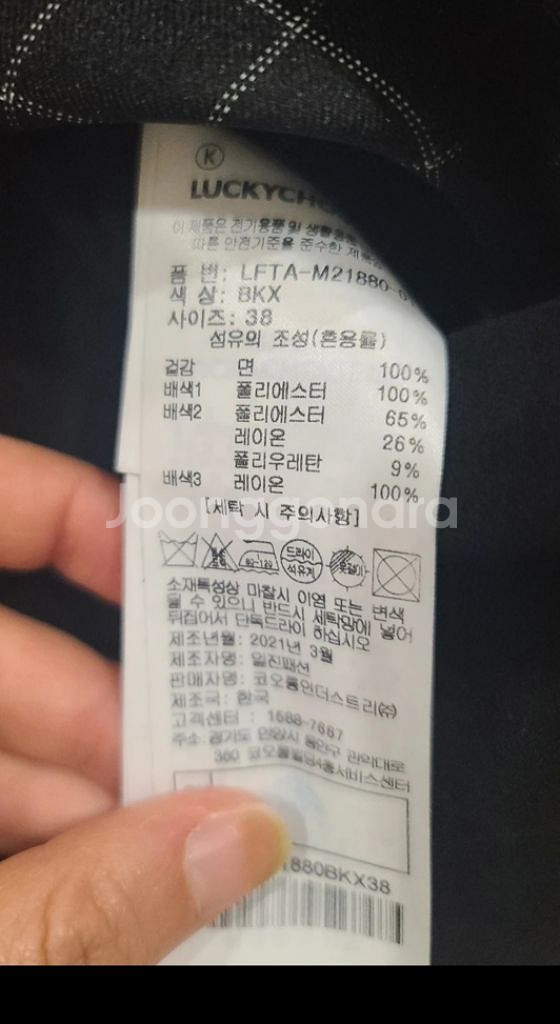 K
LUCKYCH
이 제품은 전기용품 및 생활용품
따른 안전기준을 준수한 제품
품 번: LFTA-M21880
색 상: BKX
사이즈: 38
섬유의 조성(혼용률)
겉감 면 100%
배색1 폴리에스터 100%
배색2 폴리에스터 65%
레이온 26%
폴리우레탄 9%
배색3 레이온 100%
Joonggonara
[세탁 시 주의사항]
80~120
드라이
석유계
옷걸이
소재특성상 마찰시 이염 또는 변색
될 수 있으니 반드시 세탁망에 넣어
뒤집어서 단독드라이 하십시오
제조년월: 2021년 3월
제조자명: 일진패션
판매자명: 코오롱인더스트리㈜
제조국: 한국
고객센터 : 1588-7667
주소: 경기도 안양시 동안구 관악대로
360 코오롱빌딩4층서비스센터
1880BKX38